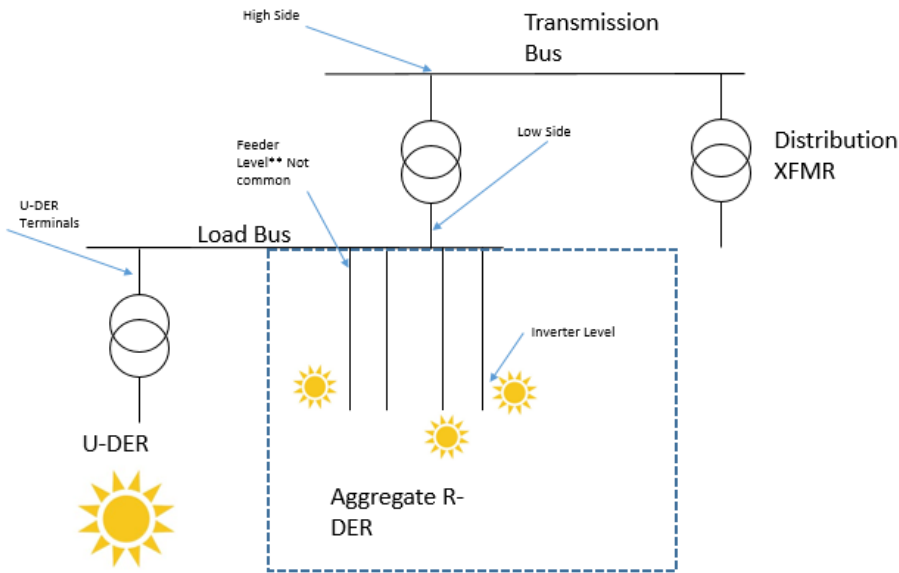 High Side
Transmission
Bus
Feeder
Level** Not
common
Low Side
Distribution
XFMR
U-DER
Terminals
Load Bus
Inverter Level
U-DER
Aggregate R-
DER